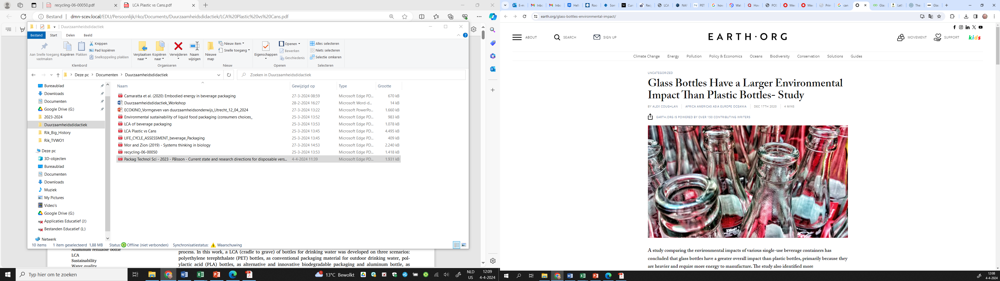 recycling-06-00050.pdf
LCA Plastic vs Cans.pdf
Bestand | dmn-scev.local/EDU/Persoonlijk/rko/Documents/Duurzaamheidsdidactiek/LCA%20Plastic%20vs%20Cans.pdf
Duurzaamheidsdidactiek
Bestand Start Delen Beeld
Aan Snelle toegang vastmaken
Kopiëren
Plakken
Knippen
Pad kopiëren
Snelkoppeling plakken
Klembord
Verplaatsen naar
Kopiëren naar
Verwijderen
Naam wijzigen
Organiseren
Nieuwe map
Nieuw item
Snelle toegang
Nieuw
Eigenschappen
Openen
Bewerken
Geschiedenis
Openen
Alles selecteren
Niets selecteren
Selectie omkeren
Selecteren
Deze pc > Documenten > Duurzaamheidsdidactiek
Zoeken in Duurzaamheidsdidactiek
Bureaublad
Downloads
Documenten
Google Drive (G:)
2023-2024
Duurzaamheidsdidactiek
Rik_Big_History
Rik_TVWO1
Deze pc
3D-objecten
Bureaublad
Documenten
Downloads
Muziek
My Pictures
Video's
Google Drive (G:)
Applicaties Educatief (J:)
Bestanden Educatief (L:)
Netwerk
Naam Gewijzigd op Type Grootte
Camaratta et al. (2020) Embodied energy in beverage packaging 27-3-2024 08:59 Microsoft Edge PD... 670 kB
Duurzaamheidsdidactiek_Workshop 28-2-2024 16:27 Microsoft Word-d... 14 kB
ECOKINO_Vormgeven van duurzaamheidsonderwijs_Utrecht_12_04_2024 27-3-2024 13:22 Microsoft PowerPo... 1.660 kB
Environmental sustainability of liquid food packaging (consumers choices_ 25-3-2024 13:52 Microsoft Edge PD... 983 kB
LCA of beverage packaging 25-3-2024 13:53 Microsoft Edge PD... 1.078 kB
LCA Plastic vs Cans 25-3-2024 13:45 Microsoft Edge PD... 4.495 kB
LIFE_CYCLE_ASSESSMENT_beverage_Packaging 25-3-2024 13:45 Microsoft Edge PD... 409 kB
Mor and Zion (2019) - Systems thinking in biology 27-3-2024 14:53 Microsoft Edge PD... 2.240 kB
recycling-06-00050 25-3-2024 13:53 Microsoft Edge PD... 1.418 kB
Packag Technol Sci - 2023 - Pålsson - Current state and research directions for disposable vers... 4-4-2024 11:39 Microsoft Edge PD... 1.931 kB
10 items 1 item geselecteerd 1,88 MB Status: Offline (niet verbonden) Synchronisatiestatus: Waarschuwing
Aluminum refillable bottle
LCA
Sustainability
Water quality
process. In this work, a LCA (cradle to grave) of bottles for drinking water was developed on three scenarios:
polyethylene terephthalate (PET) bottles, as conventional packaging material for outdoor drinking water, pol-
ylactic acid (PLA) bottles, as alternative and innovative biodegradable packaging and aluminum bottle, as
Typ hier om te zoeken
13°C Bewolkt
NLD
US
12:09
4-4-2024
E-m
Inbo
Inbo
Hell
Roo
Son
Curr
Recy
LCA
NAP
PET
how
Wat
How
POS
Mee
Mee
Prim
can
Glas
Let'
Thes
Glas
earth.org/glass-bottles-environmental-impact/
ABOUT
SEARCH
SIGN UP
EARTH·ORG
MOVEMENT
SUPPORT
kids
Climate Change Energy Pollution Policy & Economics Oceans Biodiversity Conservation Solutions Guides
UNCATEGORIZED
Glass Bottles Have a Larger Environmental
Impact Than Plastic Bottles- Study
BY ALEX COUGHLAN AFRICA AMERICAS ASIA EUROPE OCEANIA DEC 17TH 2020 4 MINS
EARTH.ORG IS POWERED BY OVER 150 CONTRIBUTING WRITERS
230ml
A study comparing the environmental impacts of various single-use beverage containers has
concluded that glass bottles have a greater overall impact than plastic bottles, primarily because they
are heavier and require more energy to manufacture. The study also identified more
12:08
4-4-2024